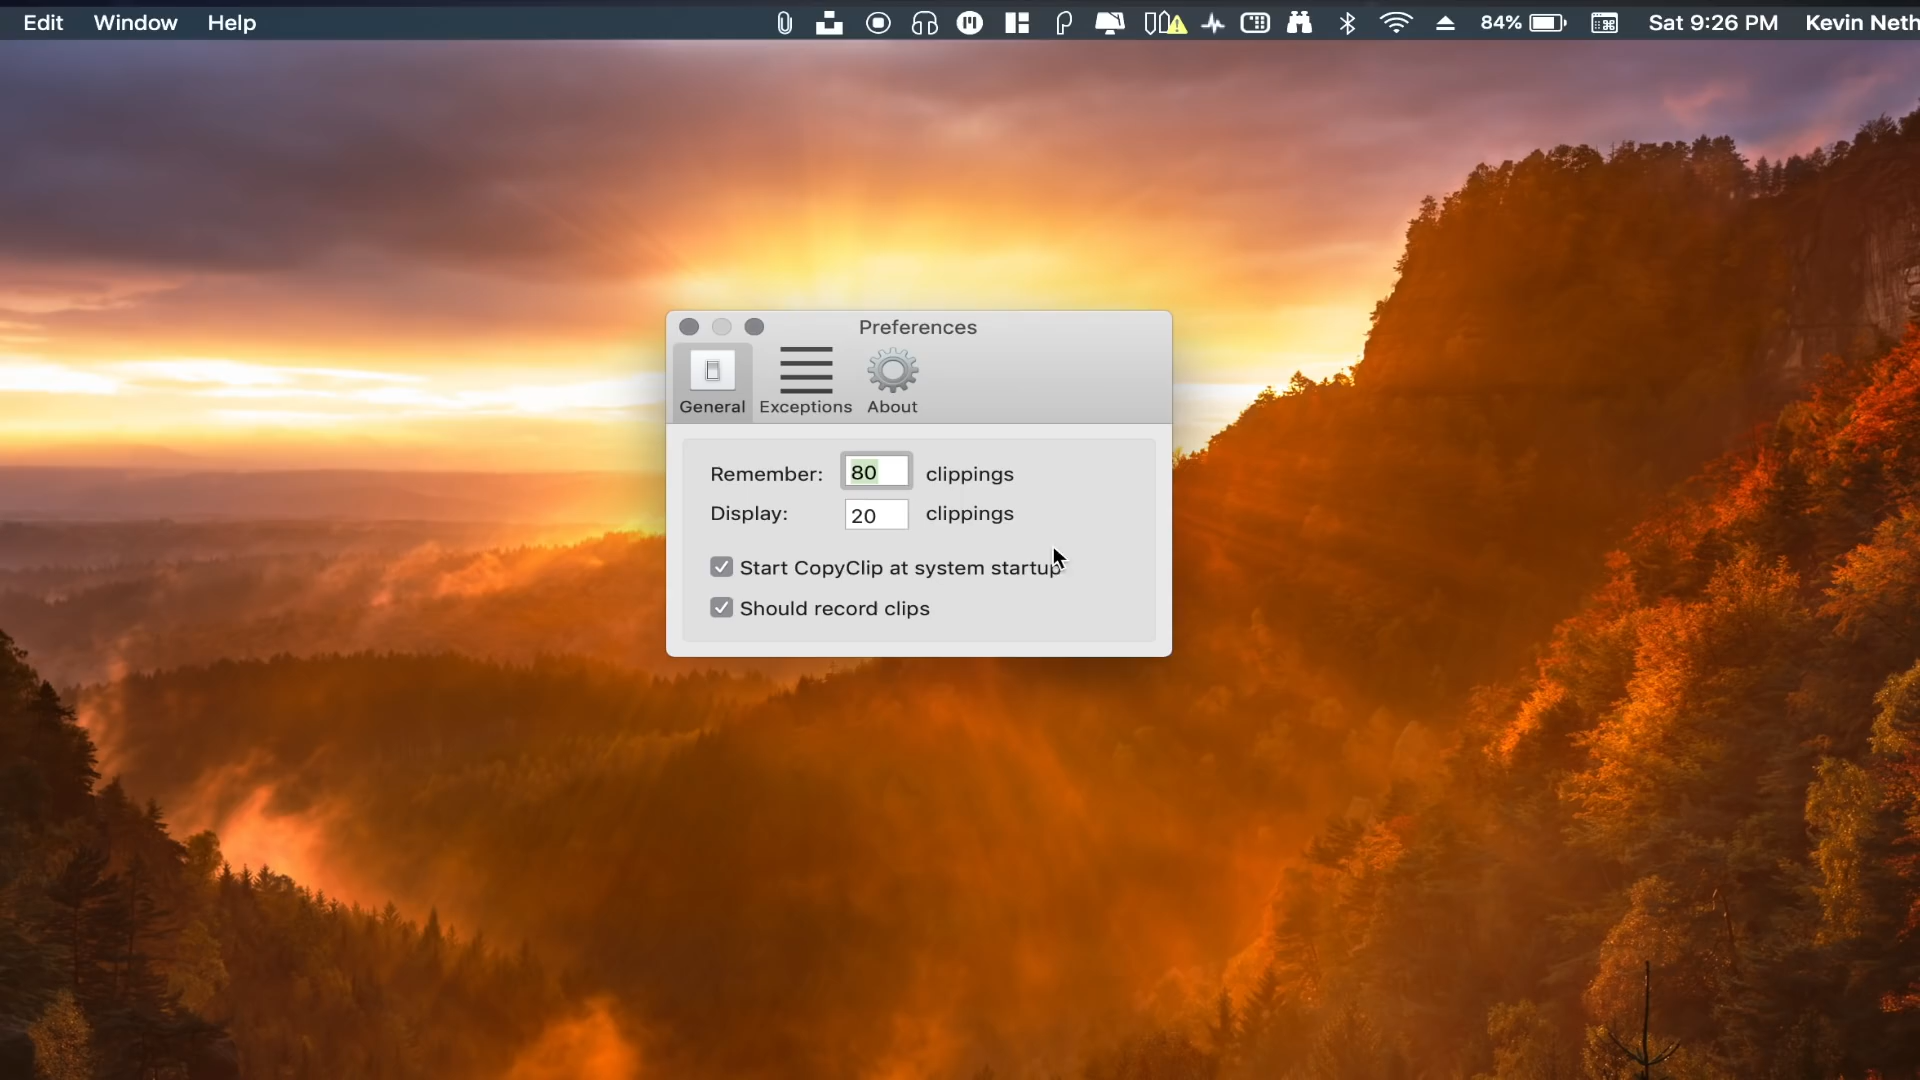 Edit Window Help 84% Sat 9:26 PM Kevin Neth
Preferences
General Exceptions About
Remember: 80 clippings
Display: 20 clippings
Start CopyClip at system startup
Should record clips